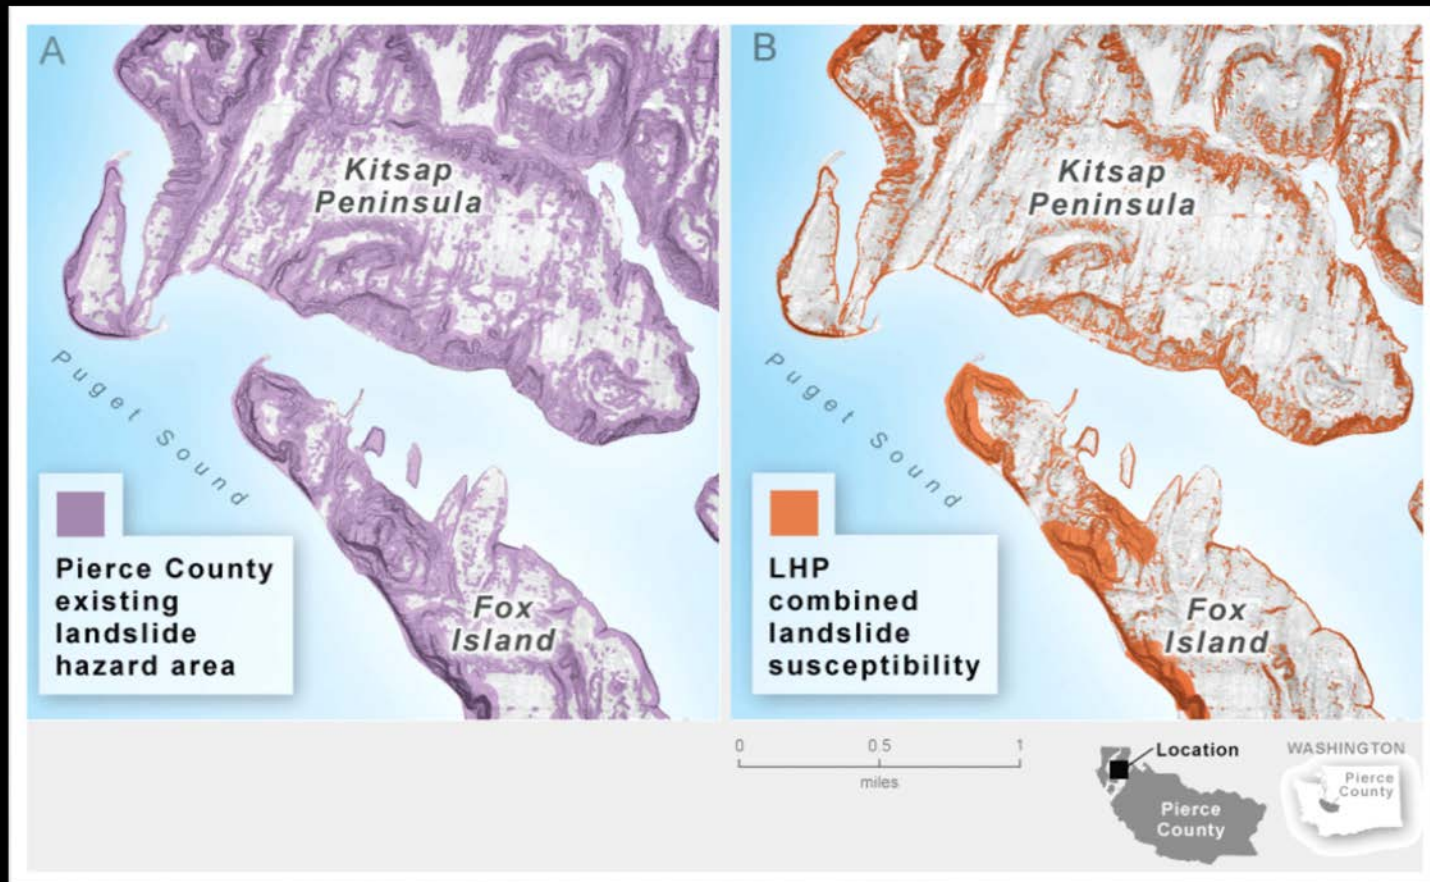 A
Kitsap
Peninsula
Puget Sound
Pierce County
existing
landslide
hazard area
Fox
Island
B
Kitsap
Peninsula
Puget Sound
LHP
combined
landslide
susceptibility
Fox
Island
0 0.5 1
miles
Location
Pierce
County
WASHINGTON
Pierce
County